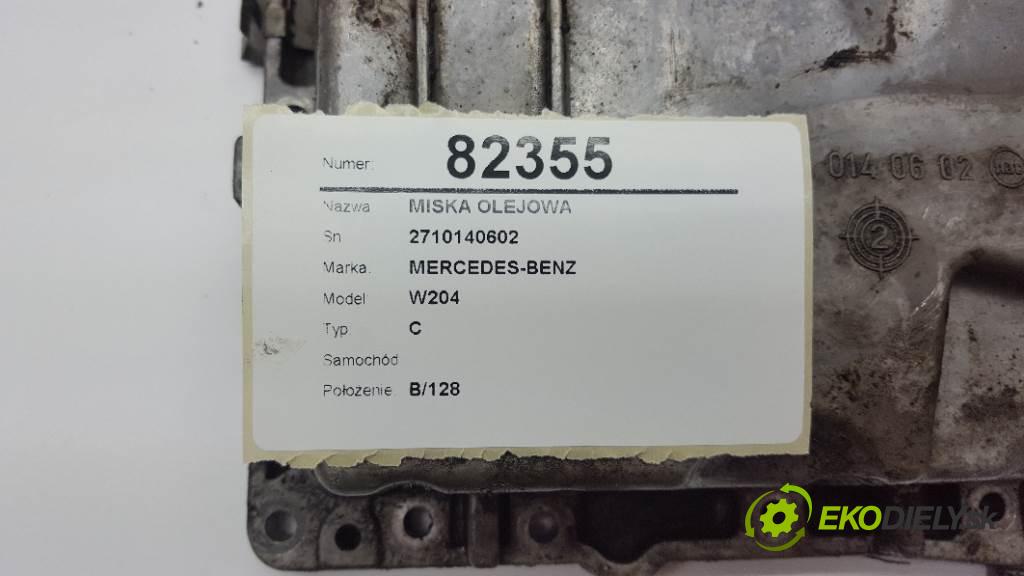 Numer: 82355
Nazwa MISKA OLEJOWA
Sn 2710140602
Marka: MERCEDES-BENZ
Model W204
Typ C
Samochód
Położenie: B/128
014 06 02
2
EKODIELY.sk